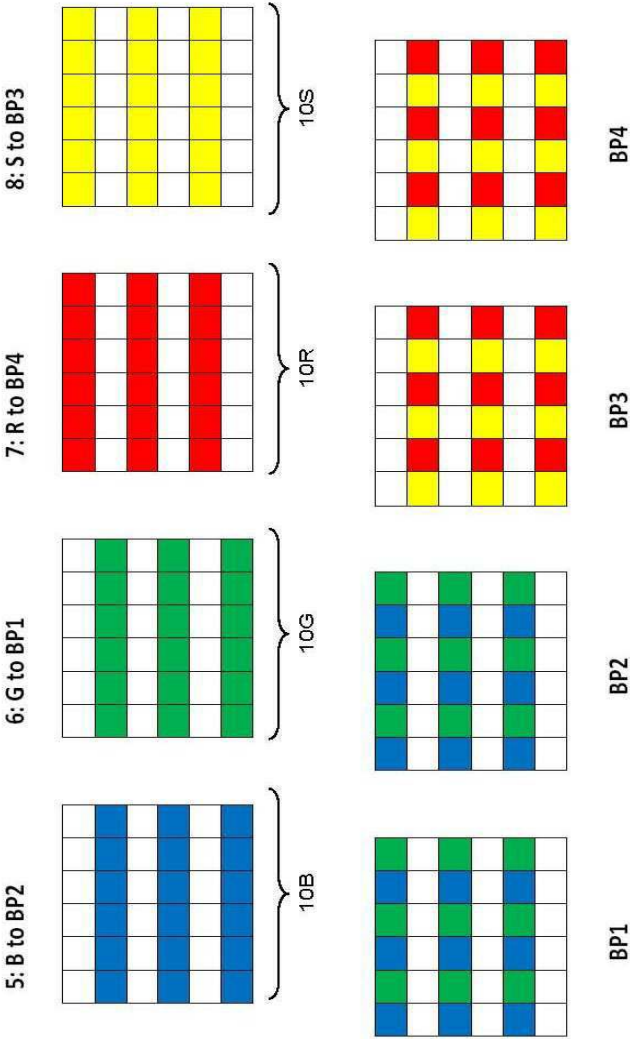 5: B to BP2
6: G to BP1
7: R to BP4
8: S to BP3
10B
10G
10R
10S
BP1
BP2
BP3
BP4